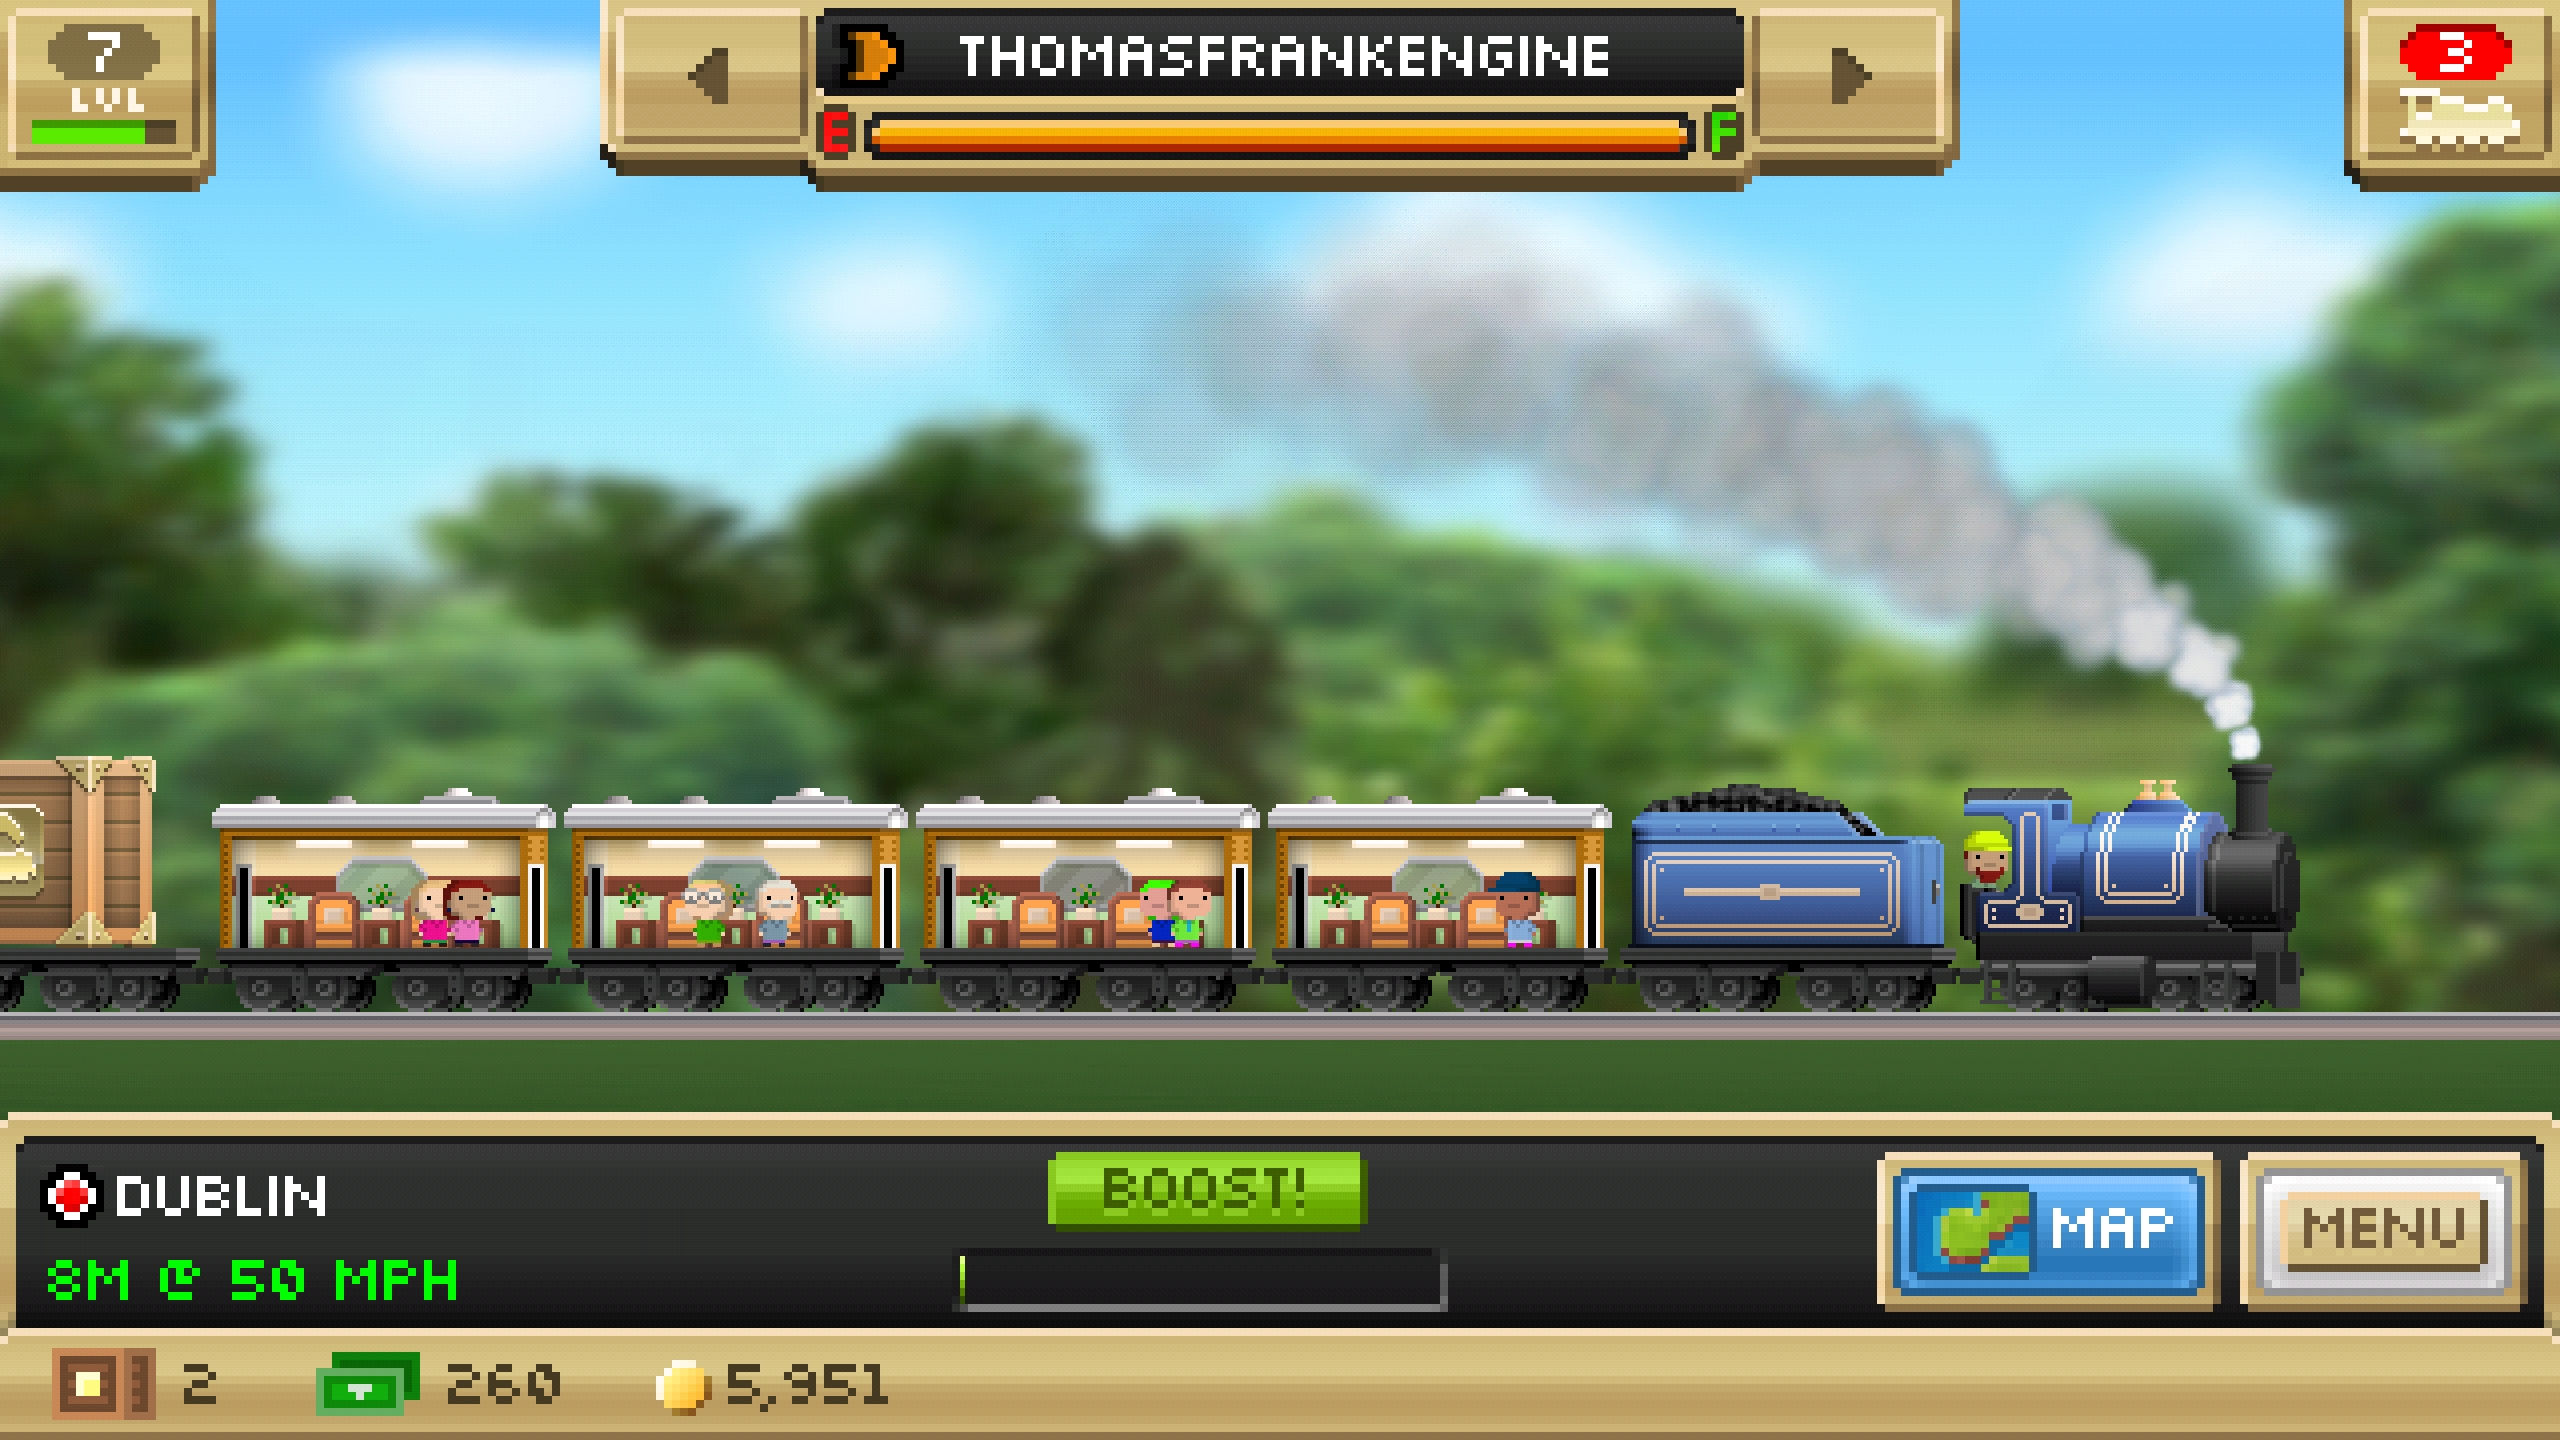 7
LVL
THOMASFRANKENGINE
E F
3
DUBLIN
8M @ 50 MPH
BOOST!
MAP
MENU
2 260 5,951